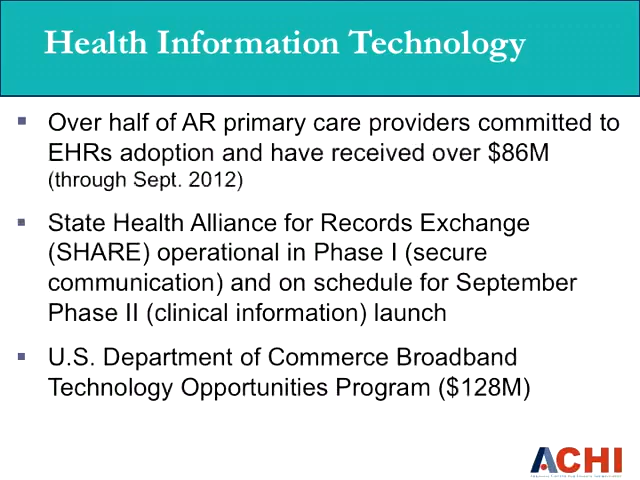 Health Information Technology
Over half of AR primary care providers committed to
EHRs adoption and have received over $86M
(through Sept. 2012)
State Health Alliance for Records Exchange
(SHARE) operational in Phase I (secure
communication) and on schedule for September
Phase II (clinical information) launch
U.S. Department of Commerce Broadband
Technology Opportunities Program ($128M)
ACHI